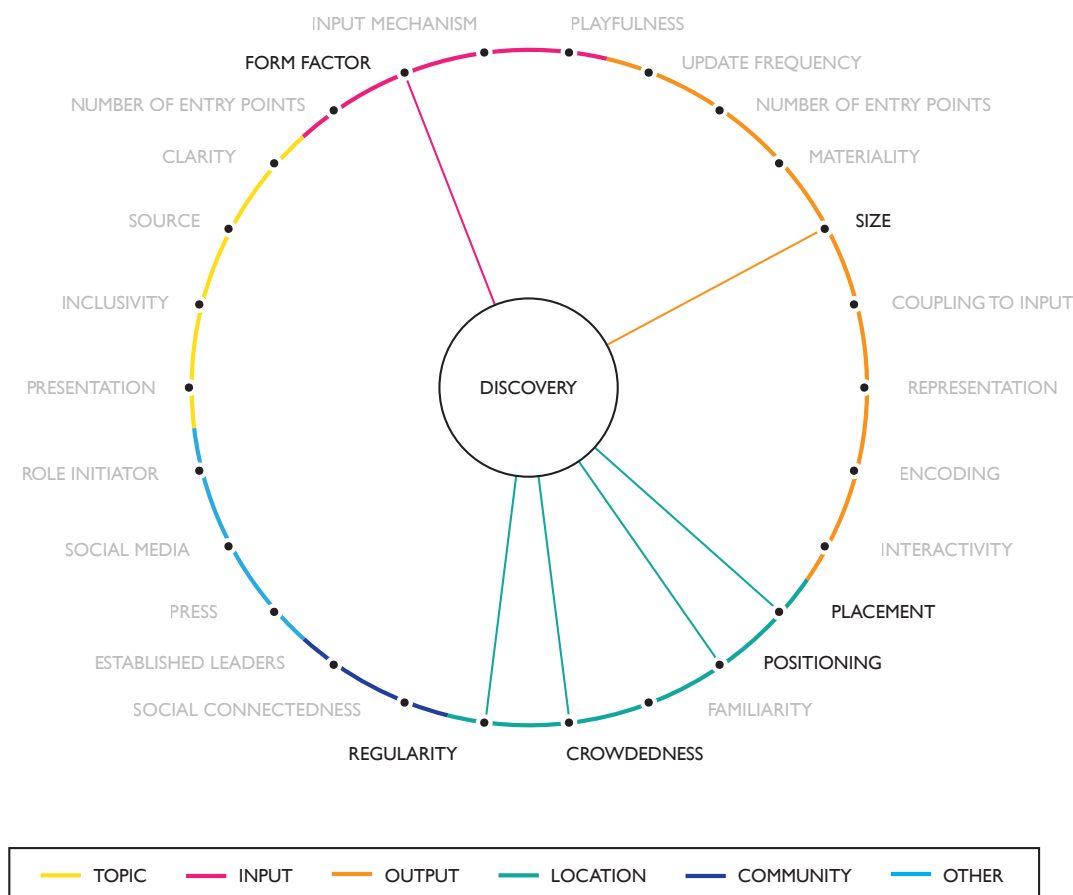 INPUT MECHANISM
PLAYFULNESS
FORM FACTOR
UPDATE FREQUENCY
NUMBER OF ENTRY POINTS
NUMBER OF ENTRY POINTS
CLARITY
MATERIALITY
SOURCE
SIZE
INCLUSIVITY
COUPLING TO INPUT
PRESENTATION
DISCOVERY
REPRESENTATION
ROLE INITIATOR
ENCODING
SOCIAL MEDIA
INTERACTIVITY
PRESS
PLACEMENT
ESTABLISHED LEADERS
POSITIONING
SOCIAL CONNECTEDNESS
FAMILIARITY
REGULARITY
CROWDEDNESS
TOPIC
INPUT
OUTPUT
LOCATION
COMMUNITY
OTHER